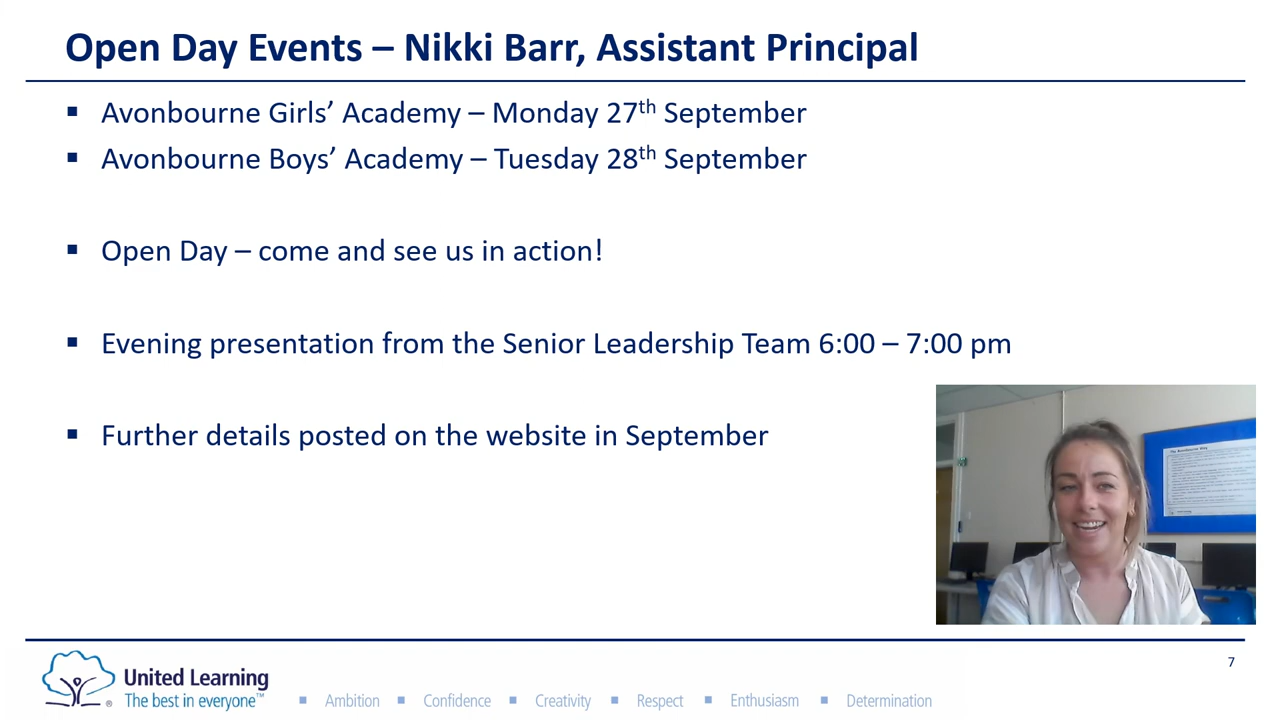 Open Day Events – Nikki Barr, Assistant Principal
▪ Avonbourne Girls’ Academy – Monday 27th September
▪ Avonbourne Boys’ Academy – Tuesday 28th September
▪ Open Day – come and see us in action!
▪ Evening presentation from the Senior Leadership Team 6:00 – 7:00 pm
▪ Further details posted on the website in September
The Avonbourne Way
7
United Learning
The best in everyone™
®
▪ Ambition ▪ Confidence ▪ Creativity ▪ Respect ▪ Enthusiasm ▪ Determination